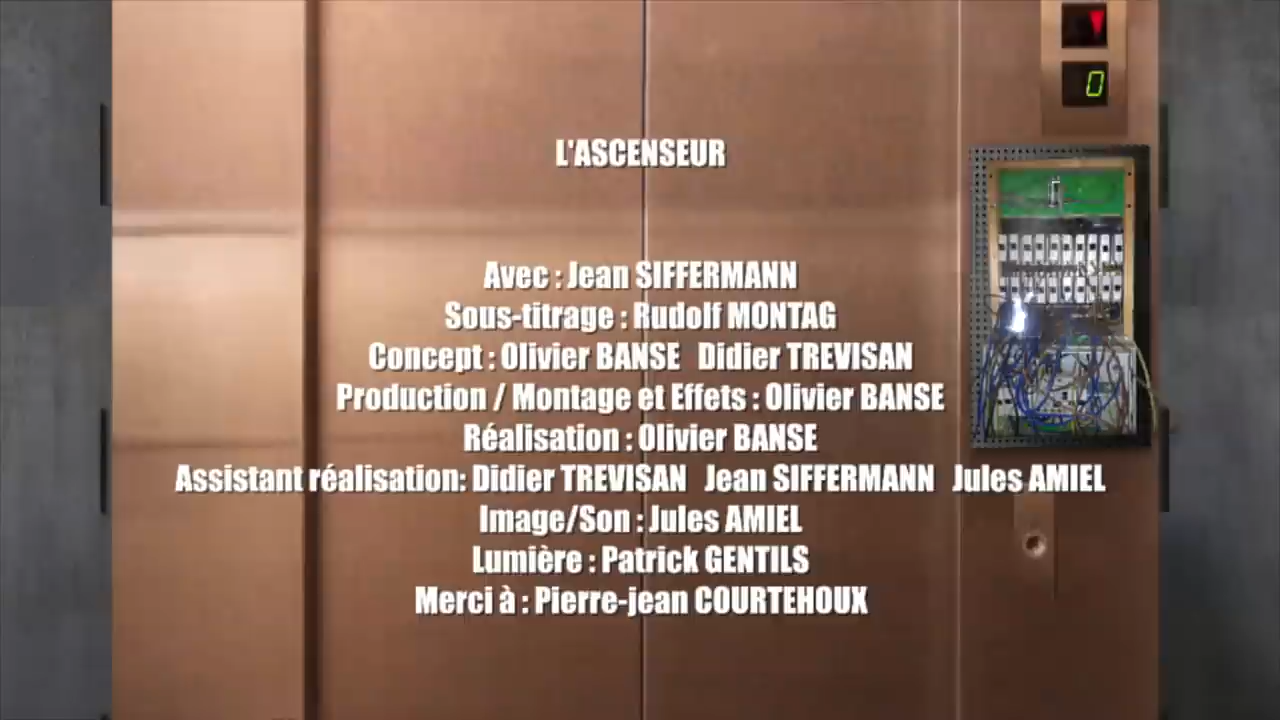 0
L'ASCENSEUR
Avec : Jean SIFFERMANN
Sous-titrage : Rudolf MONTAG
Concept : Olivier BANSE Didier TREVISAN
Production / Montage et Effets : Olivier BANSE
Réalisation : Olivier BANSE
Assistant réalisation: Didier TREVISAN Jean SIFFERMANN Jules AMIEL
Image/Son : Jules AMIEL
Lumière : Patrick GENTILS
Merci à : Pierre-jean COURTEHOUX